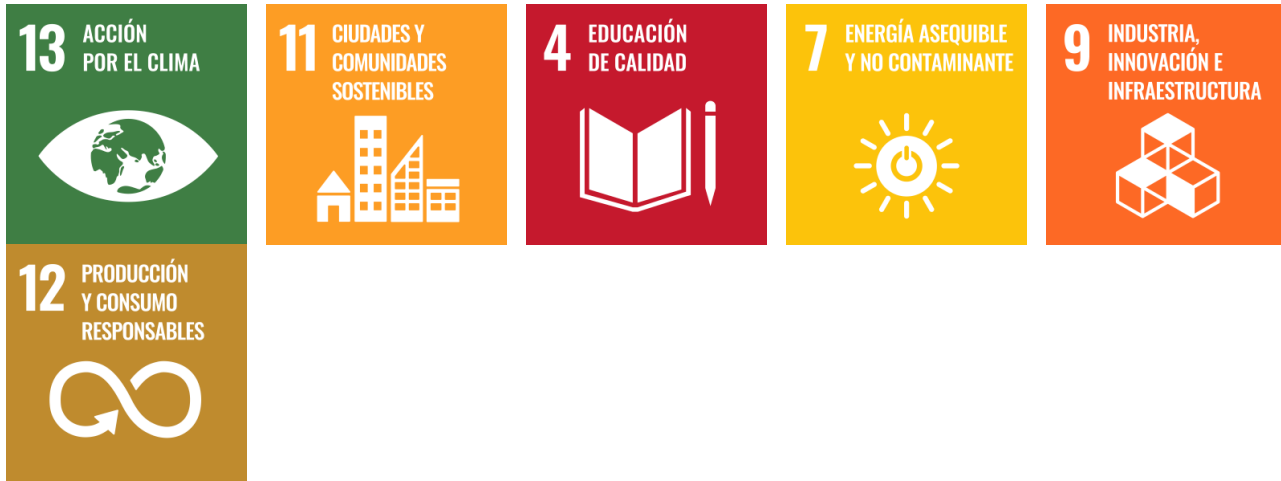 13 ACCIÓN
POR EL CLIMA
11 CIUDADES Y
COMUNIDADES
SOSTENIBLES
4 EDUCACIÓN
DE CALIDAD
7 ENERGÍA ASEQUIBLE
Y NO CONTAMINANTE
9 INDUSTRIA,
INNOVACIÓN E
INFRAESTRUCTURA
12 PRODUCCIÓN
Y CONSUMO
RESPONSABLES